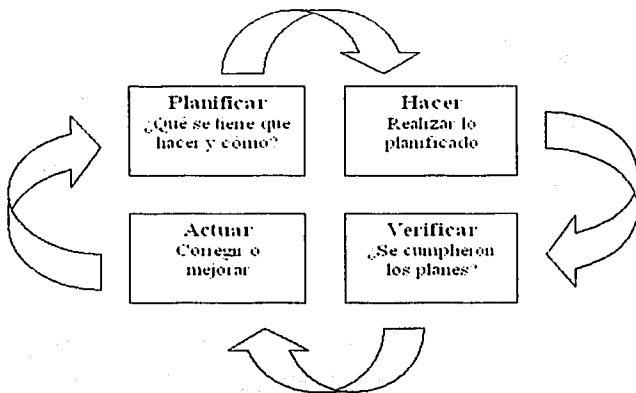 Planificar
¿Qué se tiene que
hacer y cómo?
Hacer
Realizar lo
planificado
Actuar
Corregir o
mejorar
Verificar
¿Se cumplieron
los planes?